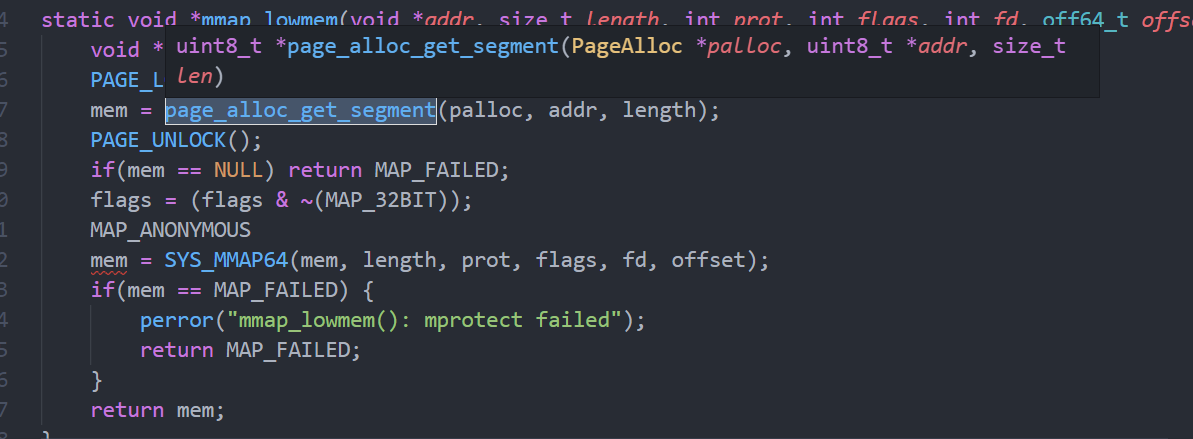 4 static void *mmap_lowmem(void *addr, size_t length, int prot, int flags, int fd, off64_t offse
5 void *
uint8_t *page_alloc_get_segment(PageAlloc *palloc, uint8_t *addr, size_t
len)
6 PAGE_L
7 mem = page_alloc_get_segment(palloc, addr, length);
8 PAGE_UNLOCK();
9 if(mem == NULL) return MAP_FAILED;
0 flags = (flags & ~(MAP_32BIT));
1 MAP_ANONYMOUS
2 mem = SYS_MMAP64(mem, length, prot, flags, fd, offset);
3 if(mem == MAP_FAILED) {
4 perror("mmap_lowmem(): mprotect failed");
5 return MAP_FAILED;
6 }
7 return mem;
8 }